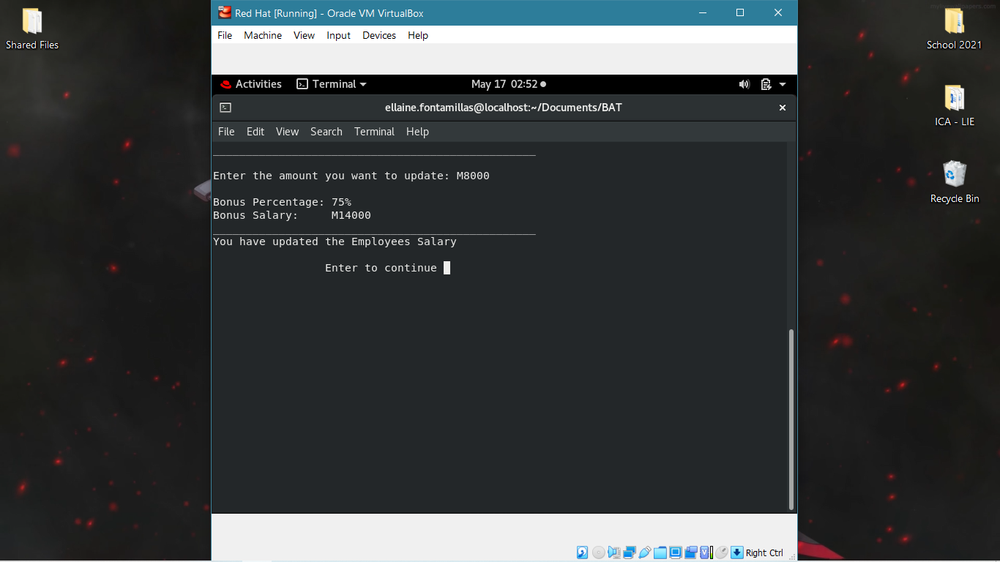 Red Hat [Running] - Oracle VM VirtualBox
File Machine View Input Devices Help
Shared Files
School 2021
ICA - LIE
Recycle Bin
Activities Terminal May 17 02:52
ellaine.fontamillas@localhost:~/Documents/BAT
File Edit View Search Terminal Help
Enter the amount you want to update: M8000
Bonus Percentage: 75%
Bonus Salary: M14000
You have updated the Employees Salary
Enter to continue
Right Ctrl